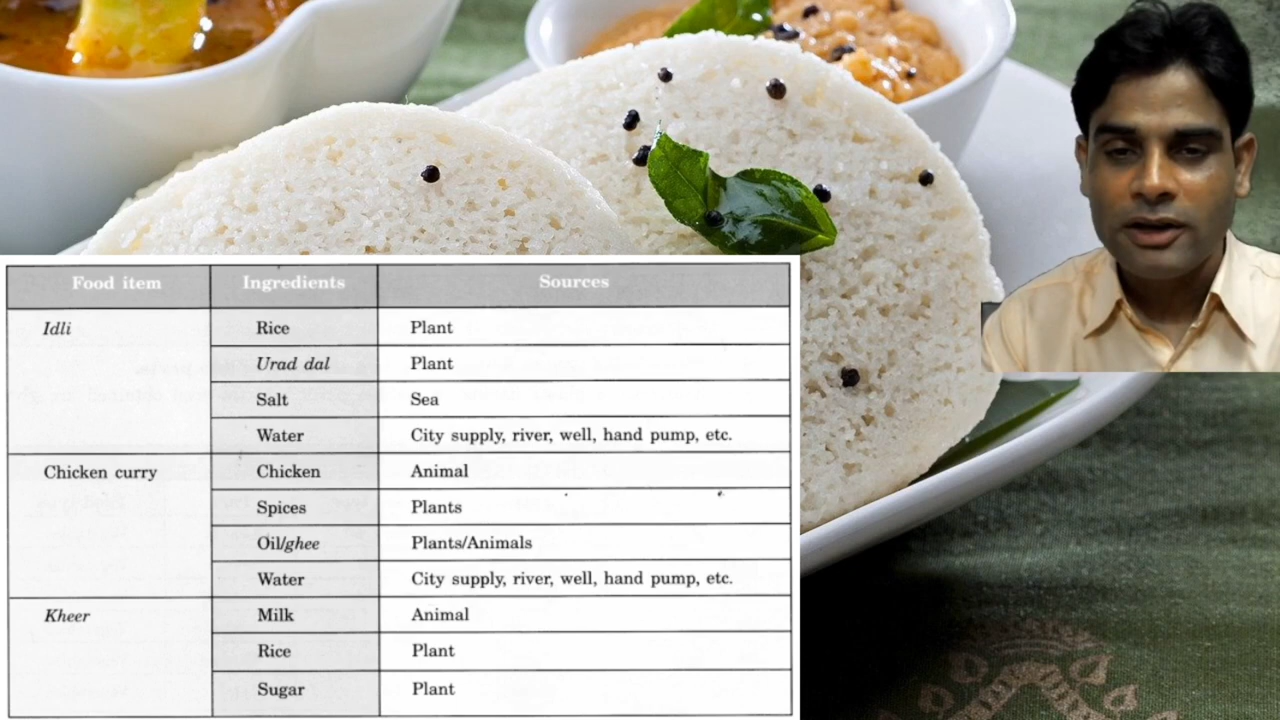 Food item Ingredients Sources
Idli Rice Plant
Urad dal Plant
Salt Sea
Water City supply, river, well, hand pump, etc.
Chicken curry Chicken Animal
Spices Plants
Oil/ghee Plants/Animals
Water City supply, river, well, hand pump, etc.
Kheer Milk Animal
Rice Plant
Sugar Plant